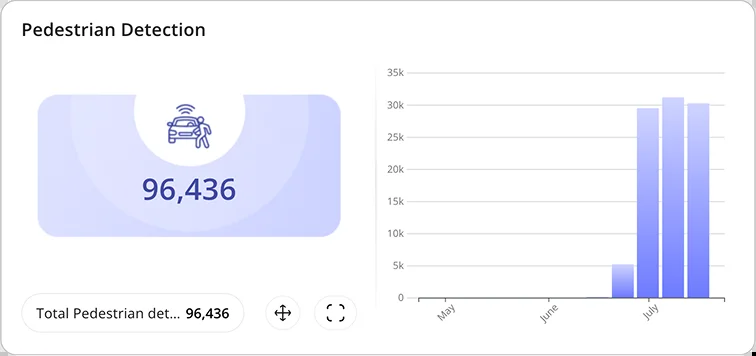 Pedestrian Detection
96,436
Total Pedestrian det... 96,436
35k
30k
25k
20k
15k
10k
5k
0
May
June
July